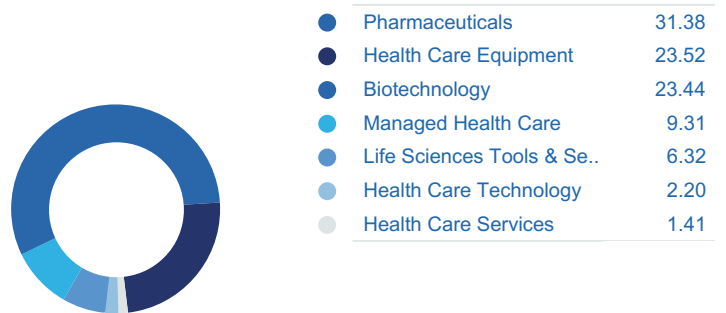 Pharmaceuticals 31.38
Health Care Equipment 23.52
Biotechnology 23.44
Managed Health Care 9.31
Life Sciences Tools & Se.. 6.32
Health Care Technology 2.20
Health Care Services 1.41